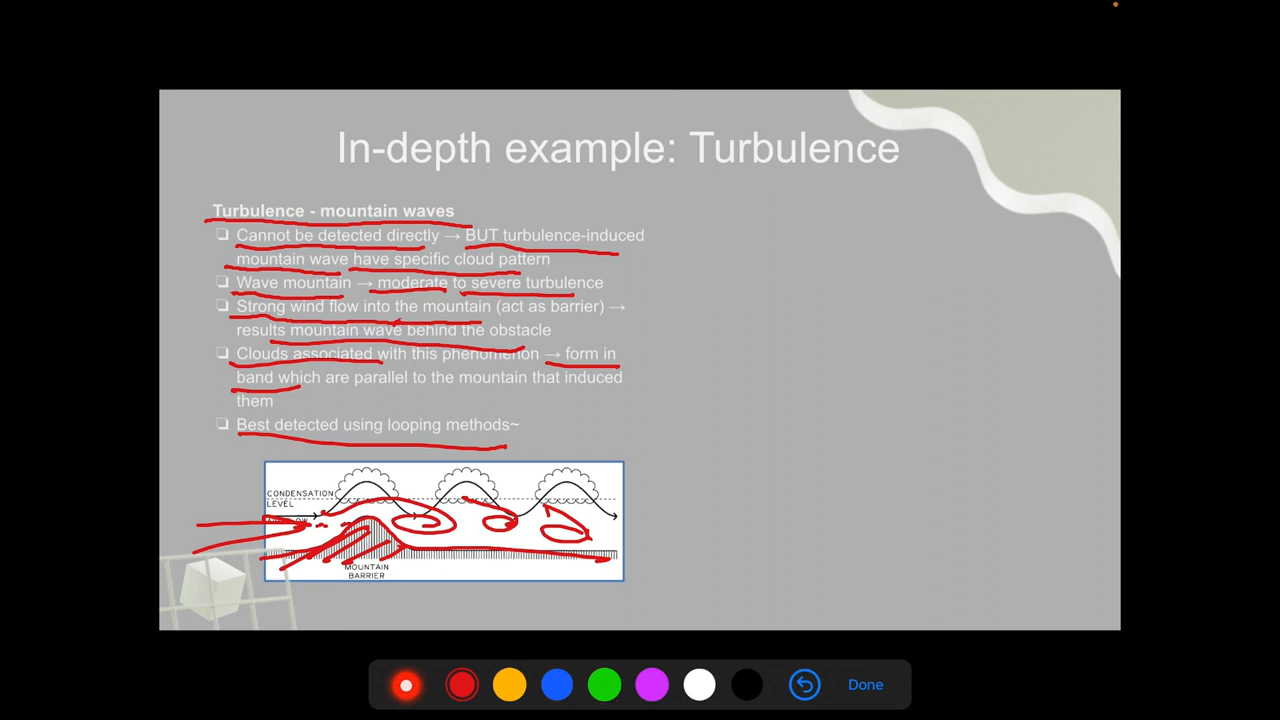 In-depth example: Turbulence
Turbulence - mountain waves
❑ Cannot be detected directly → BUT turbulence-induced
mountain wave have specific cloud pattern
❑ Wave mountain → moderate to severe turbulence
❑ Strong wind flow into the mountain (act as barrier) →
results mountain wave behind the obstacle
❑ Clouds associated with this phenomenon → form in
band which are parallel to the mountain that induced
them
❑ Best detected using looping methods~
CONDENSATION
LEVEL
MOUNTAIN
BARRIER
Done